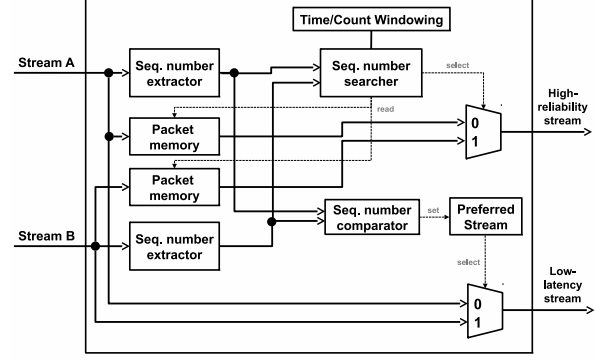 Time/Count Windowing
Stream A
Seq. number
extractor
Seq. number
searcher
select
High-
reliability
stream
read
Packet
memory
0
1
Packet
memory
Stream B
Seq. number
extractor
Seq. number
comparator
set
Preferred
Stream
select
Low-
latency
stream
0
1